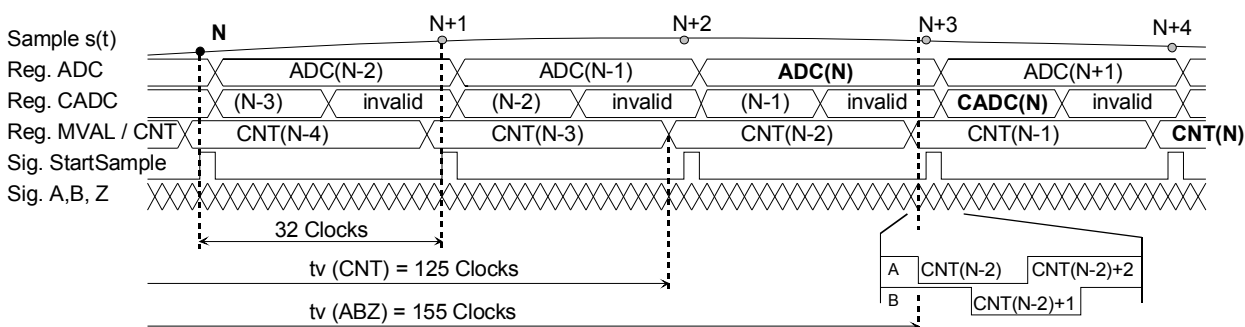 Sample s(t) N N+1 N+2 N+3 N+4
Reg. ADC ADC(N-2) ADC(N-1) ADC(N) ADC(N+1)
Reg. CADC (N-3) invalid (N-2) invalid (N-1) invalid CADC(N) invalid
Reg. MVAL / CNT CNT(N-4) CNT(N-3) CNT(N-2) CNT(N-1) CNT(N)
Sig. StartSample
Sig. A,B, Z
32 Clocks
tv (CNT) = 125 Clocks
tv (ABZ) = 155 Clocks
A CNT(N-2) CNT(N-2)+2
B CNT(N-2)+1